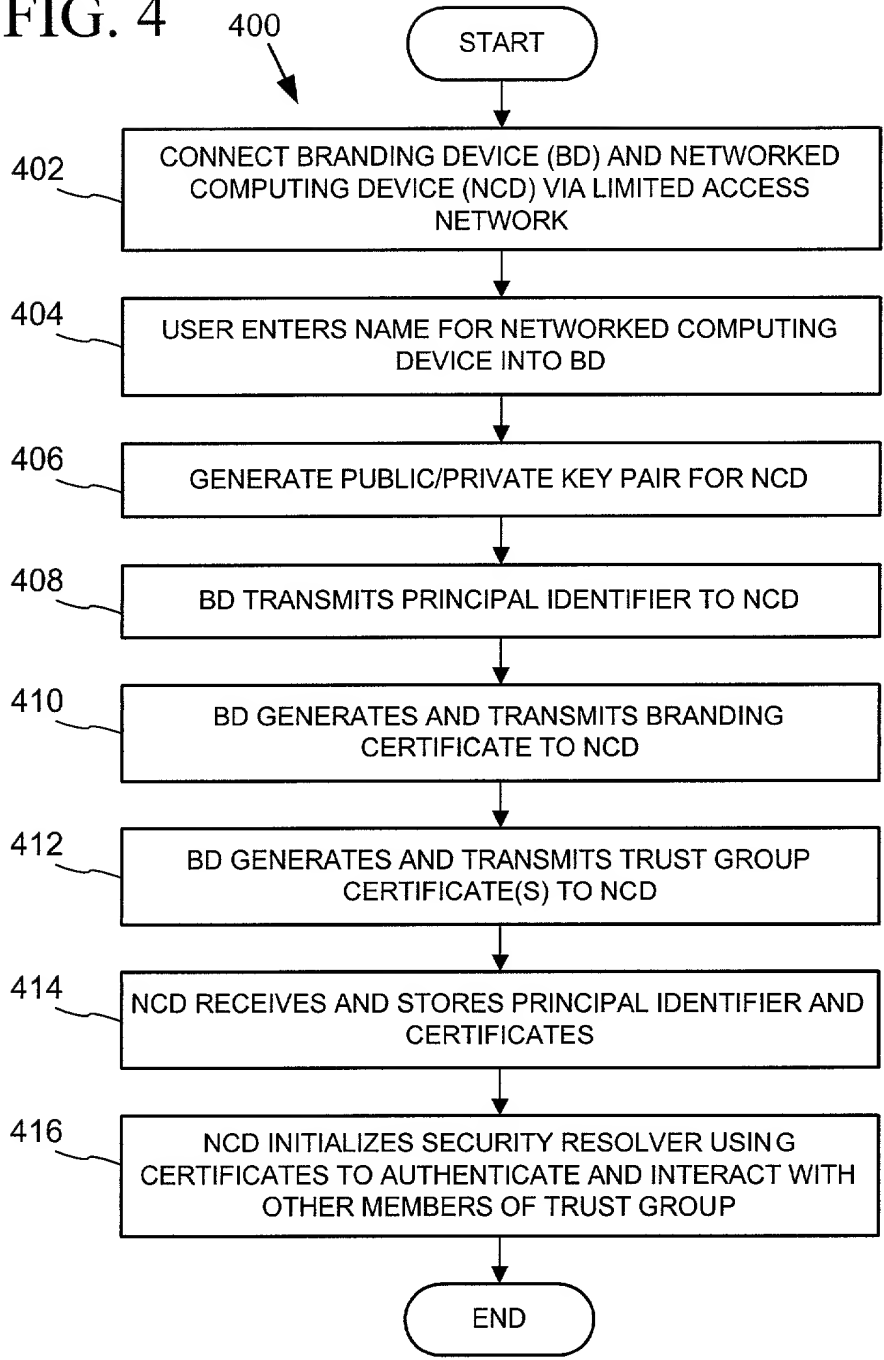 FIG. 4
400
START
402
CONNECT BRANDING DEVICE (BD) AND NETWORKED
COMPUTING DEVICE (NCD) VIA LIMITED ACCESS
NETWORK
404
USER ENTERS NAME FOR NETWORKED COMPUTING
DEVICE INTO BD
406
GENERATE PUBLIC/PRIVATE KEY PAIR FOR NCD
408
BD TRANSMITS PRINCIPAL IDENTIFIER TO NCD
410
BD GENERATES AND TRANSMITS BRANDING
CERTIFICATE TO NCD
412
BD GENERATES AND TRANSMITS TRUST GROUP
CERTIFICATE(S) TO NCD
414
NCD RECEIVES AND STORES PRINCIPAL IDENTIFIER AND
CERTIFICATES
416
NCD INITIALIZES SECURITY RESOLVER USING
CERTIFICATES TO AUTHENTICATE AND INTERACT WITH
OTHER MEMBERS OF TRUST GROUP
END